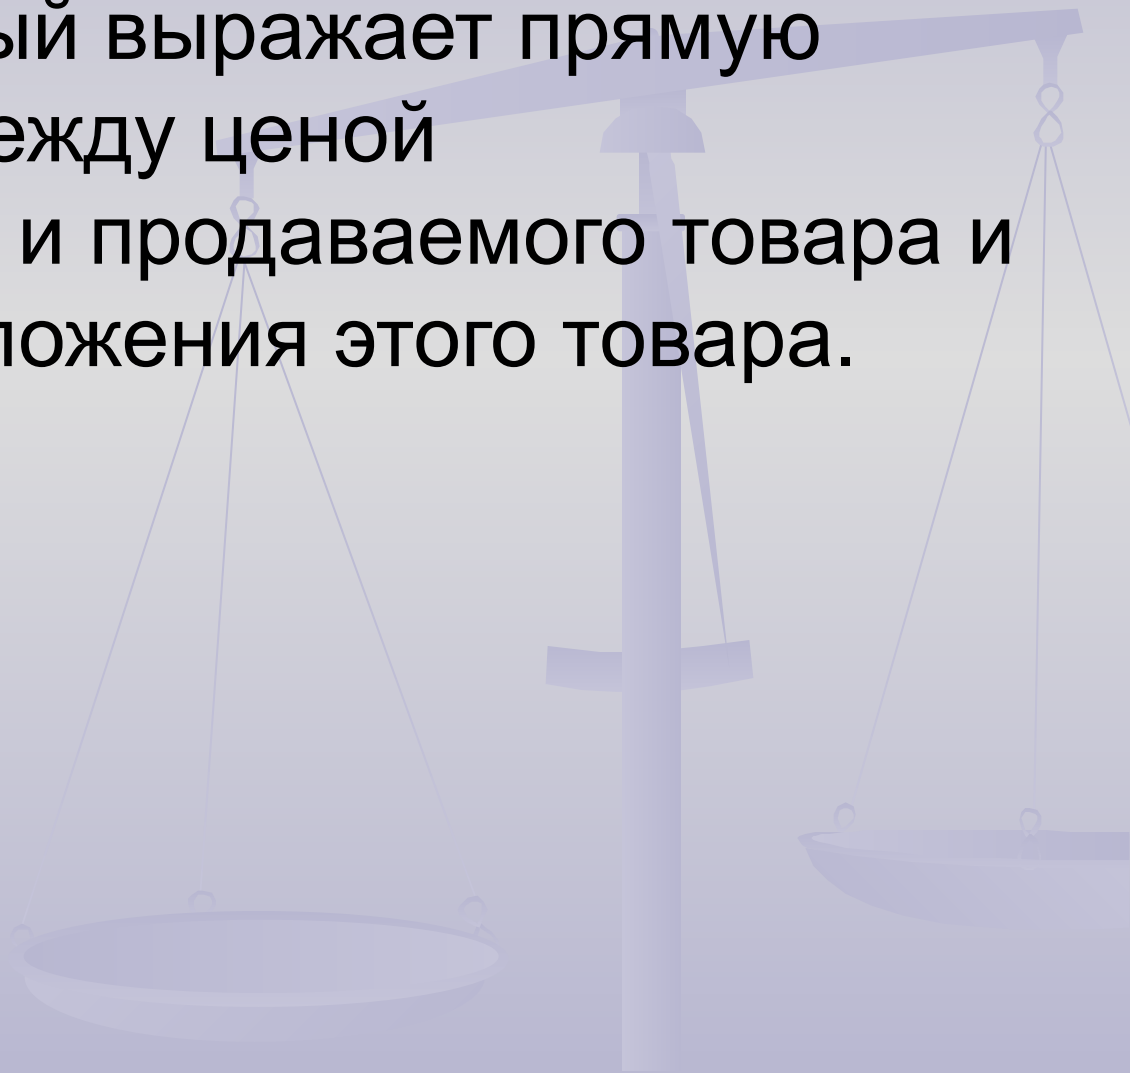 ый выражает прямую
ежду ценой
и продаваемого товара и
ложения этого товара.